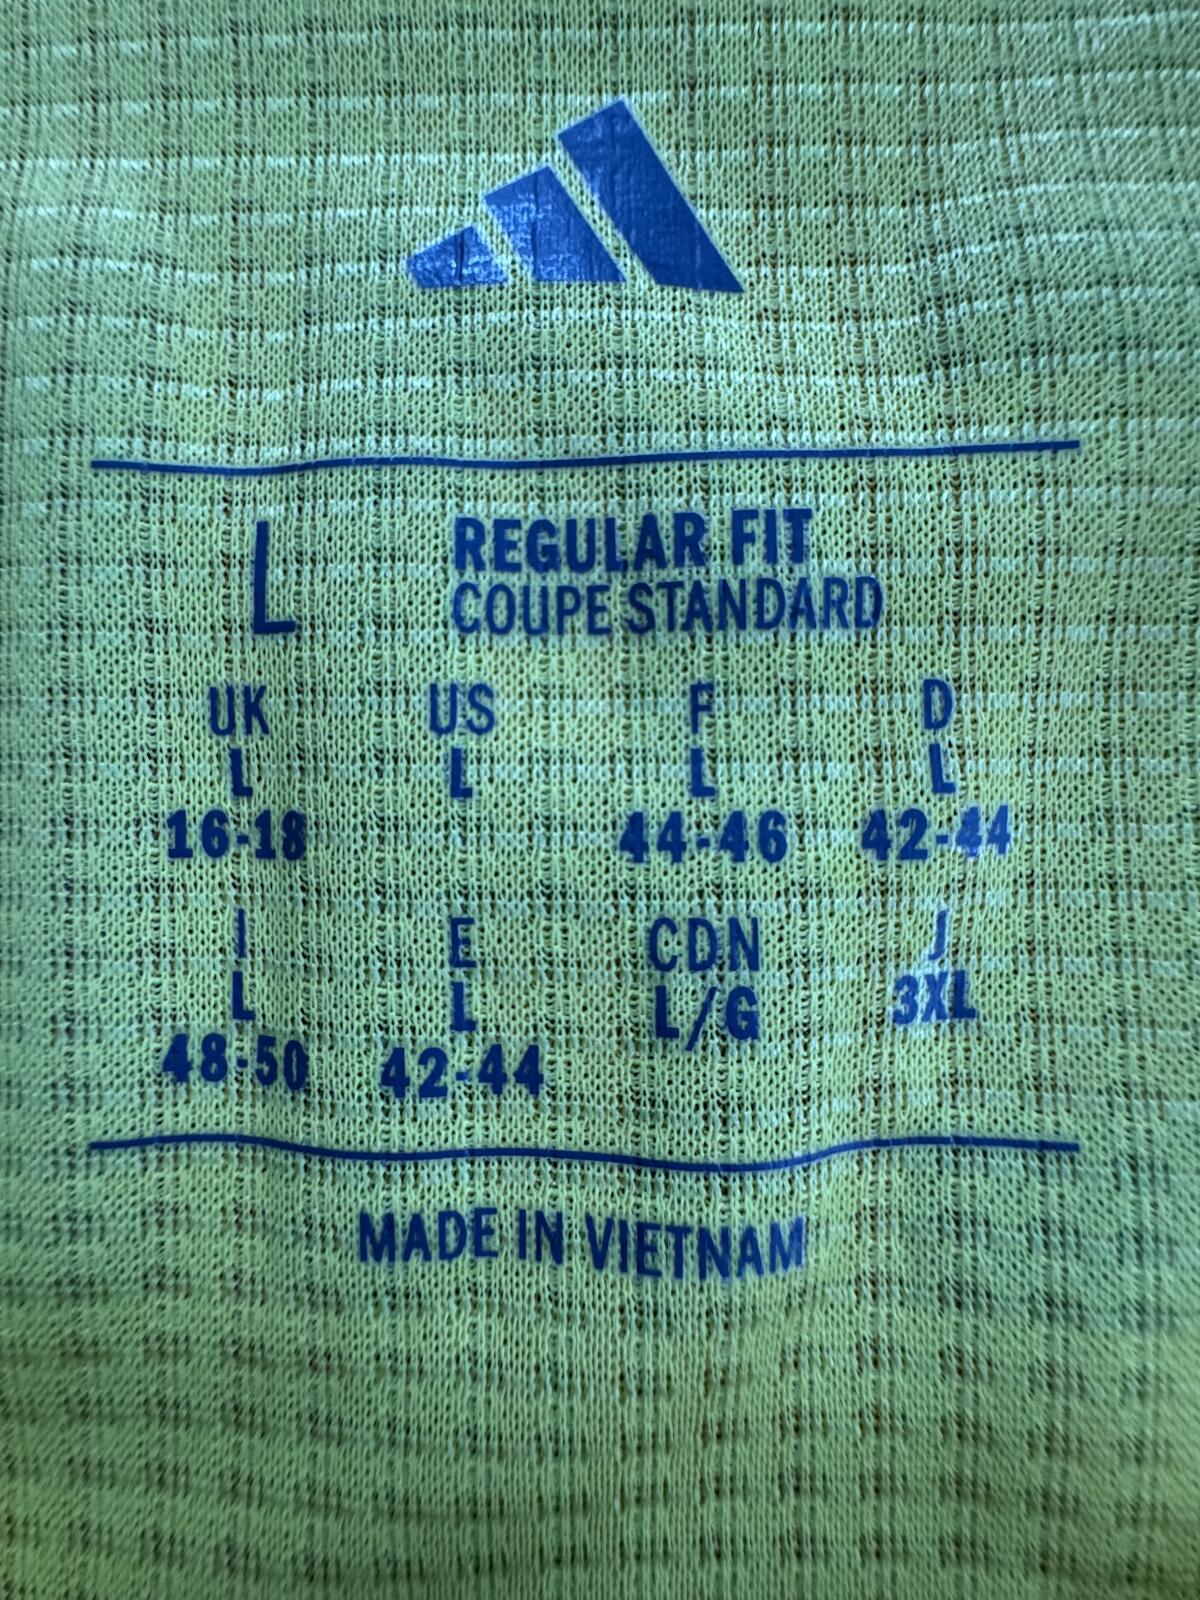 L
REGULAR FIT
COUPE STANDARD
UK US F D
L L L L
16-18 44-46 42-44
I E CDN J
L L L/G 3XL
48-50 42-44
MADE IN VIETNAM